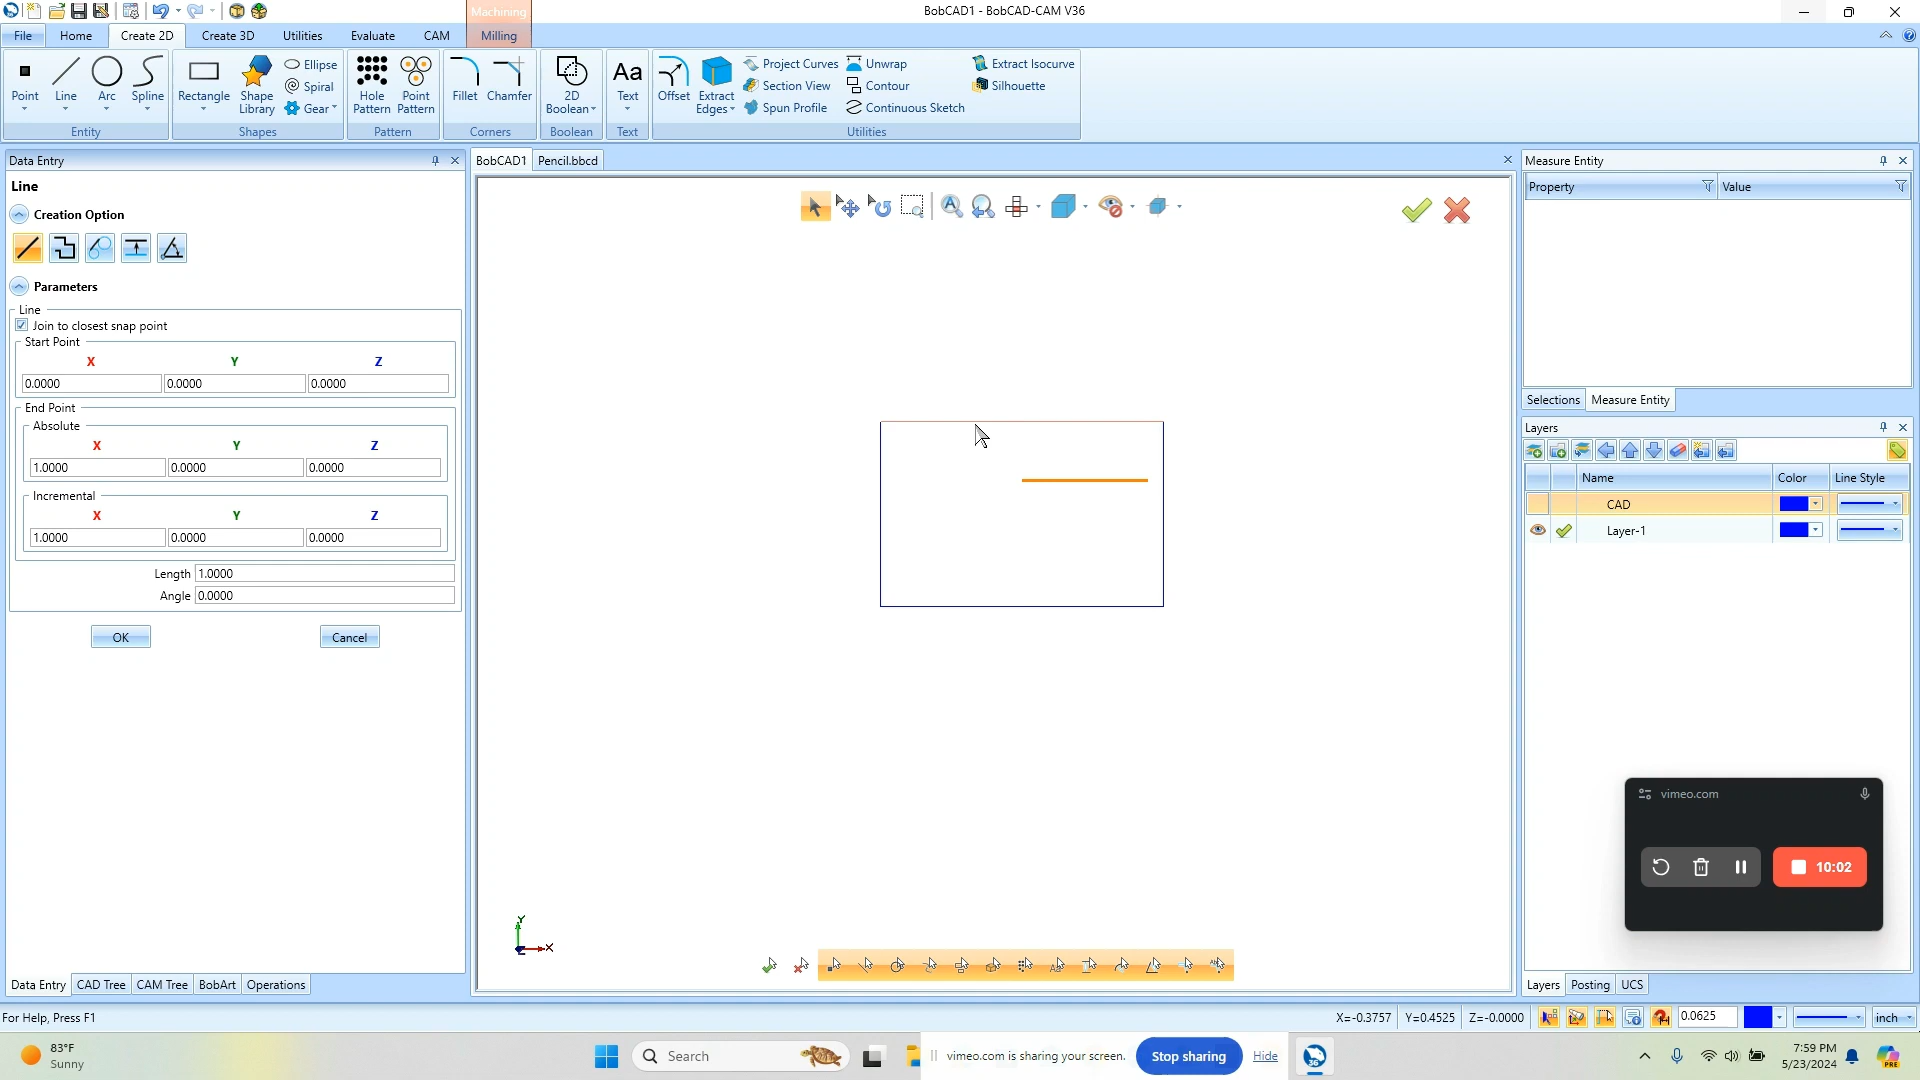 Machining
BobCAD1 - BobCAD-CAM V36
File Home Create 2D Create 3D Utilities Evaluate CAM Milling
Point Line Arc Spline
Entity
Rectangle Shape Library Ellipse Spiral Gear
Shapes
Hole Pattern Point Pattern
Pattern
Fillet Chamfer
Corners
2D Boolean
Boolean
Aa Text
Text
Offset Extract Edges Project Curves Section View Spun Profile Unwrap Contour Continuous Sketch Extract Isocurve Silhouette
Utilities
Data Entry
Line
Creation Option
Parameters
Line
Join to closest snap point
Start Point
X Y Z
0.0000 0.0000 0.0000
End Point
Absolute
X Y Z
1.0000 0.0000 0.0000
Incremental
X Y Z
1.0000 0.0000 0.0000
Length 1.0000
Angle 0.0000
OK Cancel
Data Entry CAD Tree CAM Tree BobArt Operations
BobCAD1 Pencil.bbcd
Y
X
Measure Entity
Property Value
Selections Measure Entity
Layers
Name Color Line Style
CAD
Layer-1
vimeo.com
10:02
Layers Posting UCS
For Help, Press F1
X=-0.3757 Y=0.4525 Z=-0.0000
0.0625
inch
83°F
Sunny
Search
vimeo.com is sharing your screen. Stop sharing Hide
7:59 PM
5/23/2024